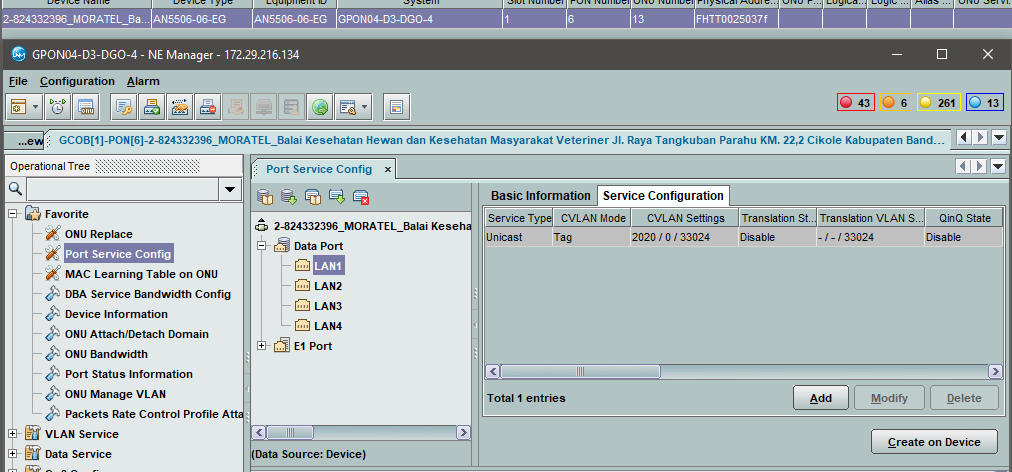 Device Name Device Type Equipment ID System Slot Number PON Number ONU Number Physical Addre... ONU P... Logica... Logic ... Alias ... ONU Servi...
2-824332396_MORATEL_Ba... AN5506-06-EG AN5506-06-EG GPON04-D3-DGO-4 1 6 13 FHTT0025037f
GPON04-D3-DGO-4 - NE Manager - 172.29.216.134
File Configuration Alarm
43 6 261 13
...ew GCOB[1]-PON[6]-2-824332396_MORATEL_Balai Kesehatan Hewan dan Kesehatan Masyarakat Veteriner Jl. Raya Tangkuban Parahu KM. 22,2 Cikole Kabupaten Band...
Operational Tree
Favorite
ONU Replace
Port Service Config
MAC Learning Table on ONU
DBA Service Bandwidth Config
Device Information
ONU Attach/Detach Domain
ONU Bandwidth
Port Status Information
ONU Manage VLAN
Packets Rate Control Profile Atta
VLAN Service
Data Service
Port Service Config
2-824332396_MORATEL_Balai Keseha
Data Port
LAN1
LAN2
LAN3
LAN4
E1 Port
(Data Source: Device)
Basic Information Service Configuration
Service Type CVLAN Mode CVLAN Settings Translation St... Translation VLAN S... QinQ State
Unicast Tag 2020 / 0 / 33024 Disable - / - / 33024 Disable
Total 1 entries
Add Modify Delete
Create on Device